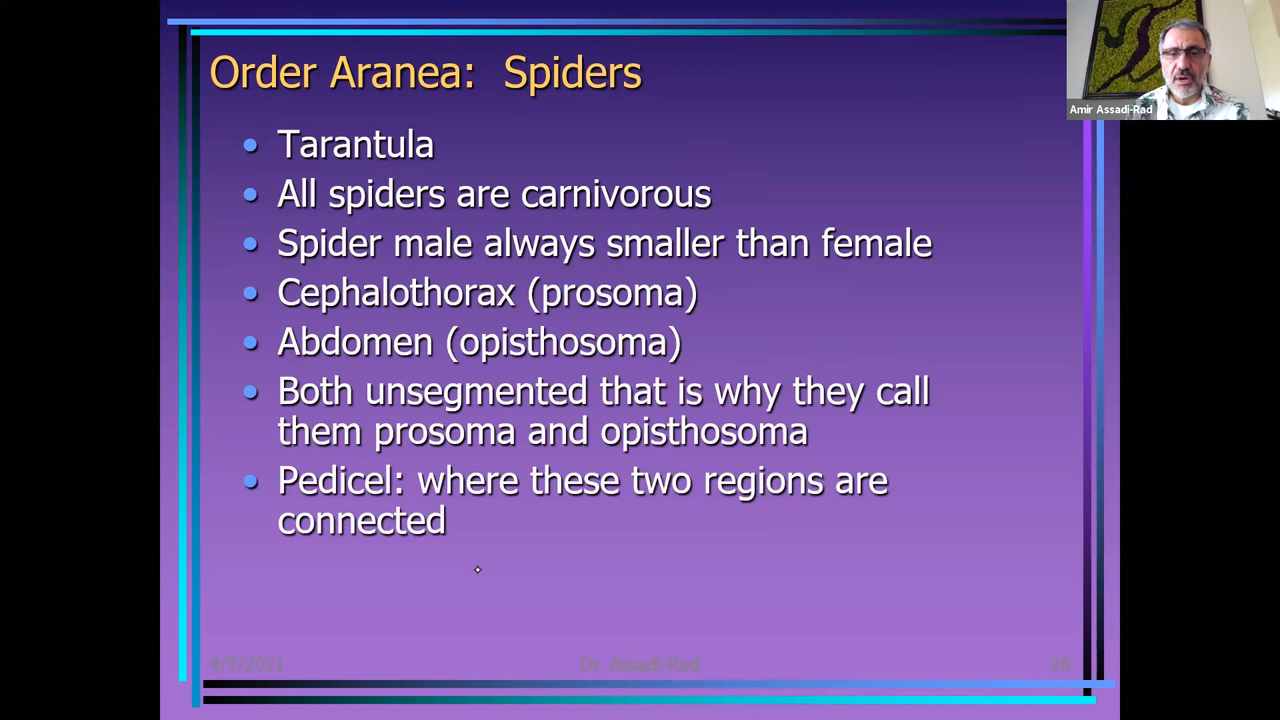 Order Aranea: Spiders
Amir Assadi-Rad
• Tarantula
• All spiders are carnivorous
• Spider male always smaller than female
• Cephalothorax (prosoma)
• Abdomen (opisthosoma)
• Both unsegmented that is why they call
them prosoma and opisthosoma
• Pedicel: where these two regions are
connected
4/7/2021
Dr. Assadi-Rad
26